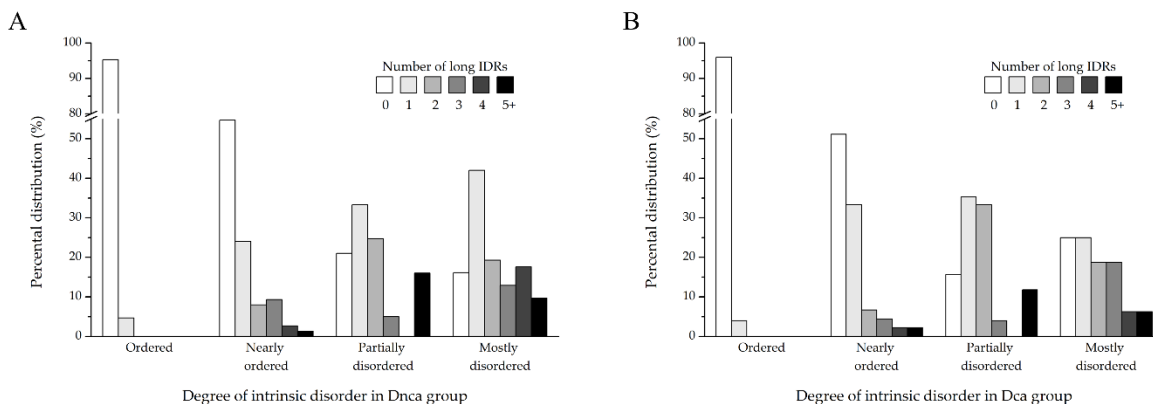 A
Percental distribution (%)
100
90
80
50
40
30
20
10
0
Number of long IDRs
0 1 2 3 4 5+
Ordered
Nearly ordered
Partially disordered
Mostly disordered
Degree of intrinsic disorder in Dnca group
B
Percental distribution (%)
100
90
80
50
40
30
20
10
0
Number of long IDRs
0 1 2 3 4 5+
Ordered
Nearly ordered
Partially disordered
Mostly disordered
Degree of intrinsic disorder in Dca group